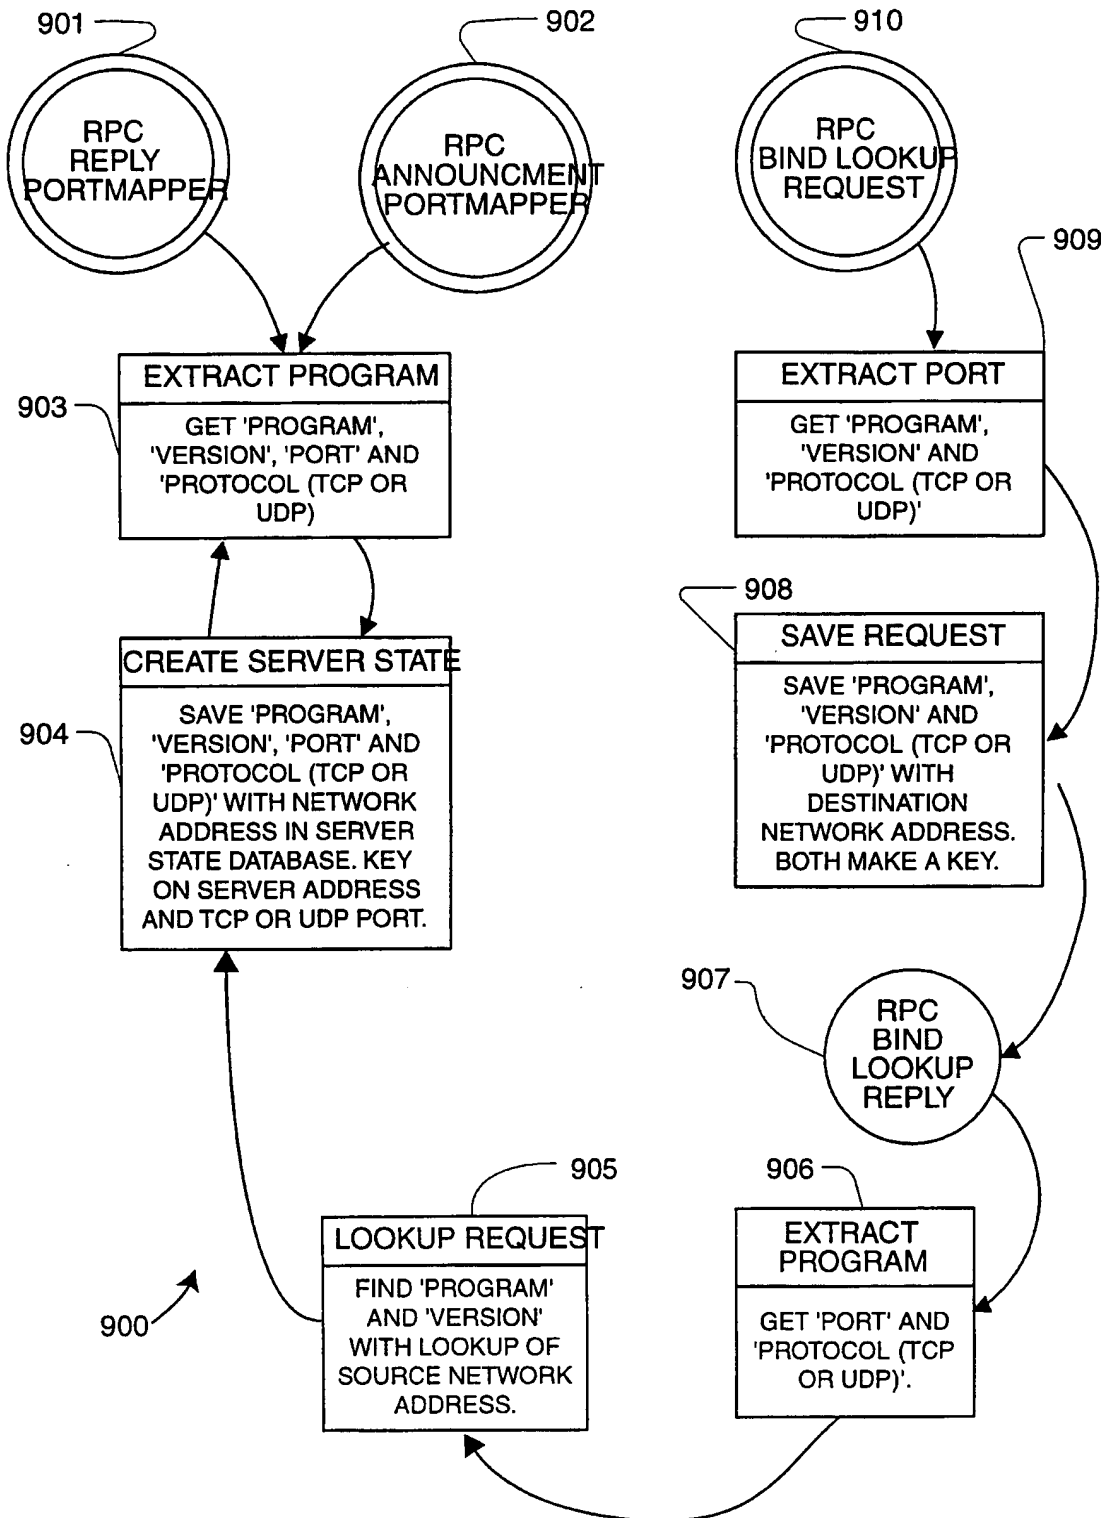 901
902
910
RPC
REPLY
PORTMAPPER
RPC
ANNOUNCMENT
PORTMAPPER
RPC
BIND LOOKUP
REQUEST
909
EXTRACT PROGRAM
903
GET 'PROGRAM',
'VERSION', 'PORT' AND
'PROTOCOL (TCP OR
UDP)
EXTRACT PORT
GET 'PROGRAM',
'VERSION' AND
'PROTOCOL (TCP OR
UDP)'
908
CREATE SERVER STATE
904
SAVE 'PROGRAM',
'VERSION', 'PORT' AND
'PROTOCOL (TCP OR
UDP)' WITH NETWORK
ADDRESS IN SERVER
STATE DATABASE. KEY
ON SERVER ADDRESS
AND TCP OR UDP PORT.
SAVE REQUEST
SAVE 'PROGRAM',
'VERSION' AND
'PROTOCOL (TCP OR
UDP)' WITH
DESTINATION
NETWORK ADDRESS.
BOTH MAKE A KEY.
907
RPC
BIND
LOOKUP
REPLY
905
906
LOOKUP REQUEST
FIND 'PROGRAM'
AND 'VERSION'
WITH LOOKUP OF
SOURCE NETWORK
ADDRESS.
EXTRACT
PROGRAM
GET 'PORT' AND
'PROTOCOL (TCP
OR UDP)'.
900